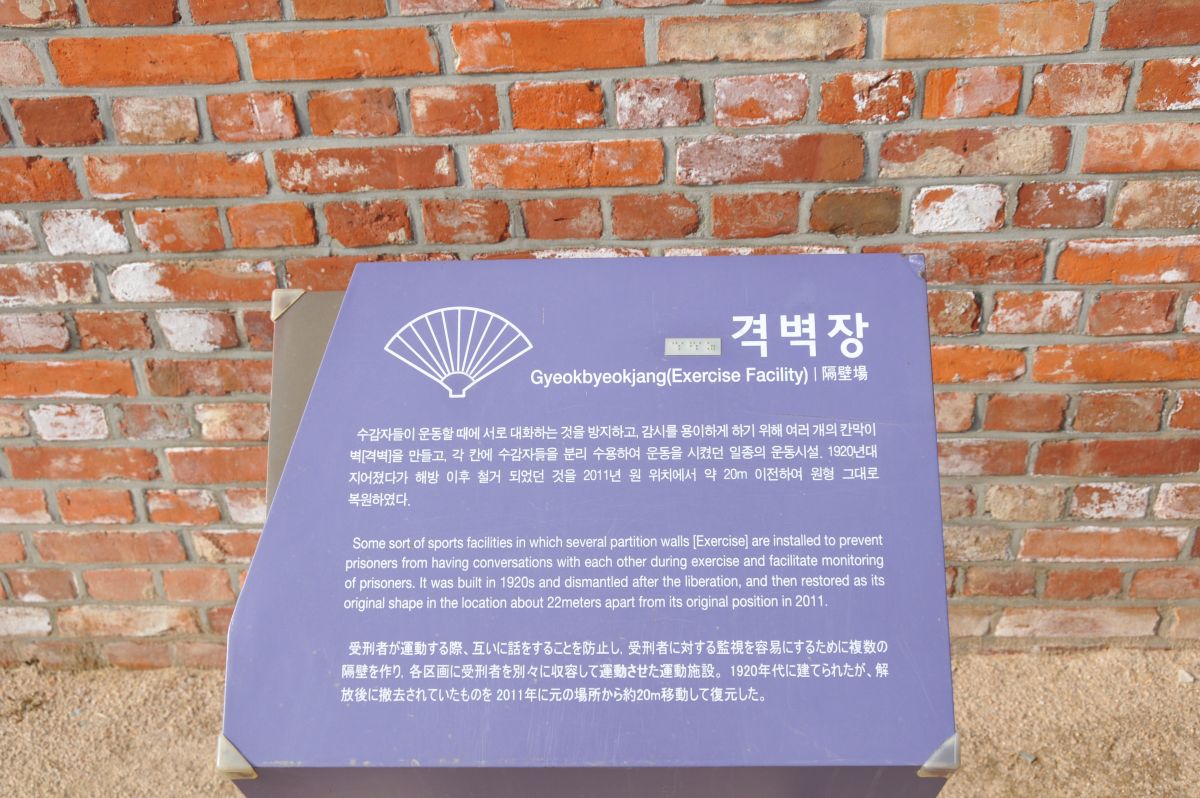 격벽장
Gyeokbyeokjang(Exercise Facility) | 隔壁場
수감자들이 운동할 때에 서로 대화하는 것을 방지하고, 감시를 용이하게 하기 위해 여러 개의 칸막이
벽[격벽]을 만들고, 각 칸에 수감자들을 분리 수용하여 운동을 시켰던 일종의 운동시설. 1920년대
지어졌다가 해방 이후 철거 되었던 것을 2011년 원 위치에서 약 20m 이전하여 원형 그대로
복원하였다.
Some sort of sports facilities in which several partition walls [Exercise] are installed to prevent
prisoners from having conversations with each other during exercise and facilitate monitoring
of prisoners. It was built in 1920s and dismantled after the liberation, and then restored as its
original shape in the location about 22meters apart from its original position in 2011.
受刑者が運動する際、互いに話をすることを防止し, 受刑者に対する監視を容易にするために複数の
隔壁を作り, 各区画に受刑者を別々に収容して運動させた運動施設。1920年代に建てられたが、解
放後に撤去されていたものを 2011年に元の場所から約20m移動して復元した。